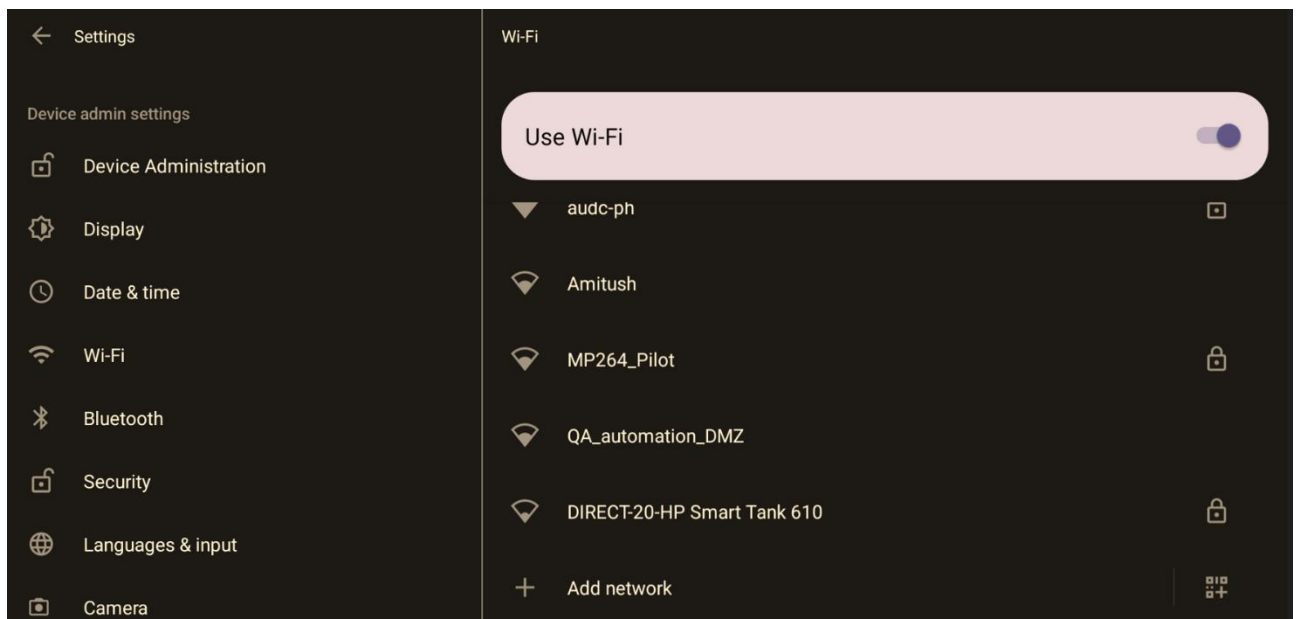 Settings
Device admin settings
Device Administration
Display
Date & time
Wi-Fi
Bluetooth
Security
Languages & input
Camera
Wi-Fi
Use Wi-Fi
audc-ph
Amitush
MP264_Pilot
QA_automation_DMZ
DIRECT-20-HP Smart Tank 610
Add network